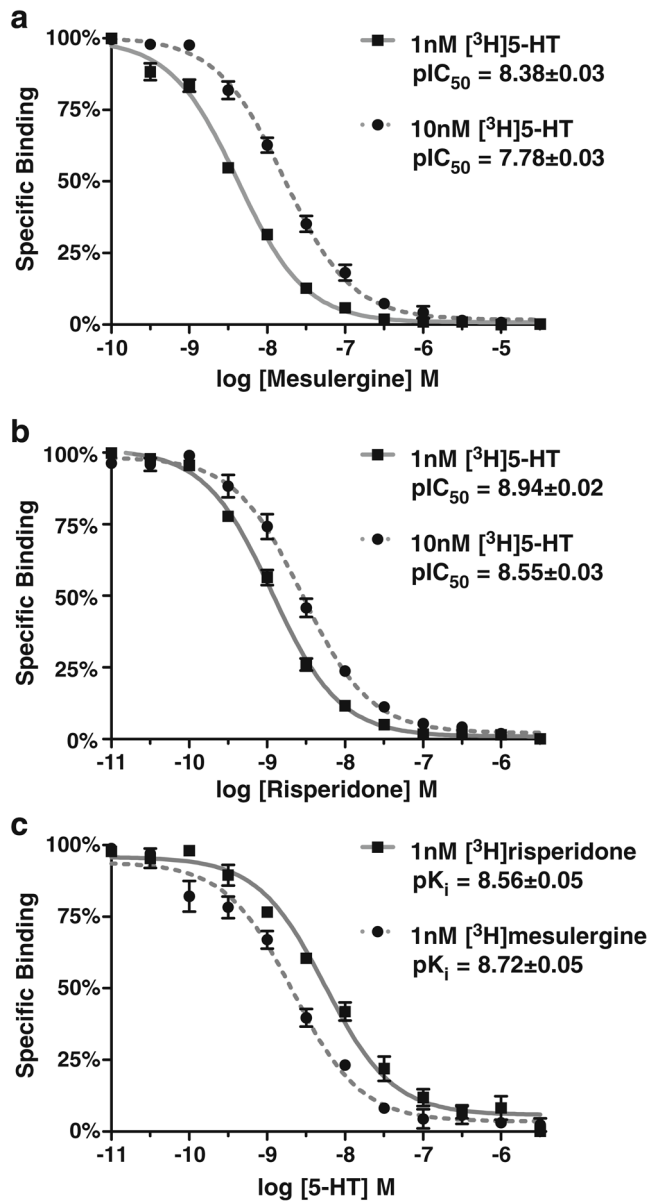 a
100%
75%
50%
25%
0%
Specific Binding
1nM [³H]5-HT
pIC₅₀ = 8.38±0.03
10nM [³H]5-HT
pIC₅₀ = 7.78±0.03
-10 -9 -8 -7 -6 -5
log [Mesulergine] M
b
100%
75%
50%
25%
0%
Specific Binding
1nM [³H]5-HT
pIC₅₀ = 8.94±0.02
10nM [³H]5-HT
pIC₅₀ = 8.55±0.03
-11 -10 -9 -8 -7 -6
log [Risperidone] M
c
100%
75%
50%
25%
0%
Specific Binding
1nM [³H]risperidone
pKᵢ = 8.56±0.05
1nM [³H]mesulergine
pKᵢ = 8.72±0.05
-11 -10 -9 -8 -7 -6
log [5-HT] M